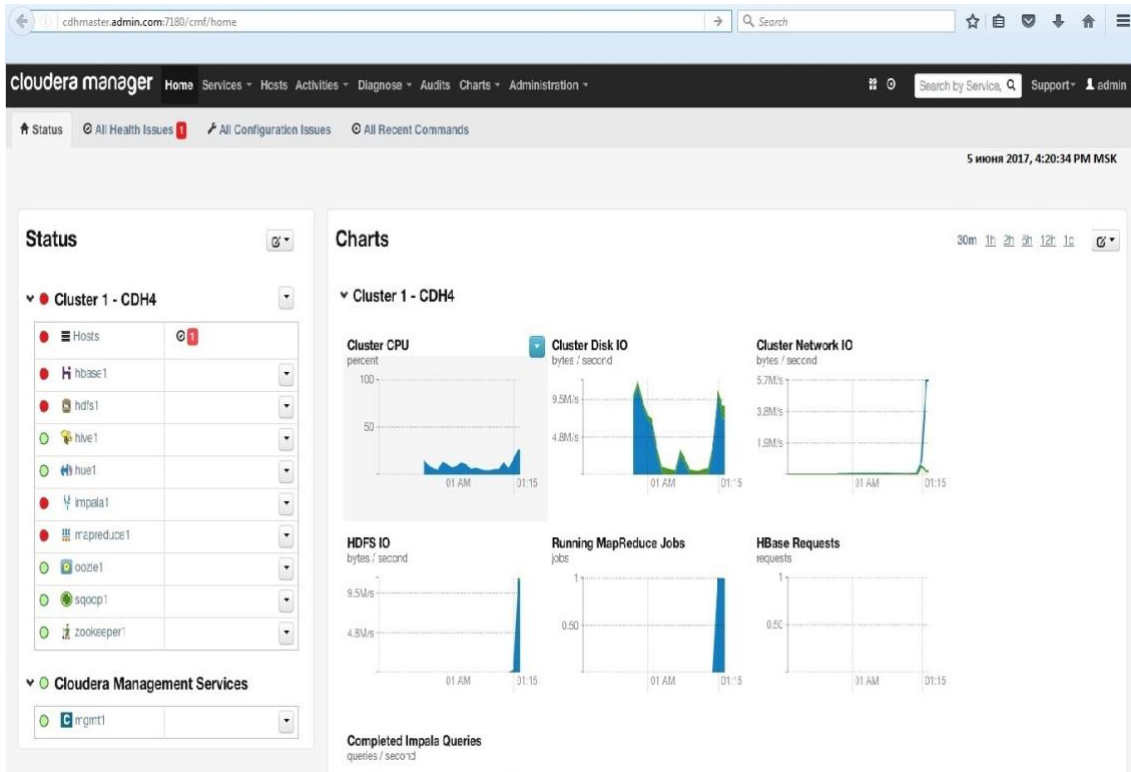 cdhmaster.admin.com:7180/cmf/home
Search
cloudera manager Home Services Hosts Activities Diagnose Audits Charts Administration Search by Service, Support admin
Status All Health Issues 1 All Configuration Issues All Recent Commands
5 июня 2017, 4:20:34 PM MSK
Status
Cluster 1 - CDH4
Hosts 1
hbase1
hdfs1
hive1
hue1
impala1
mapreduce1
oozie1
sqoop1
zookeeper1
Cloudera Management Services
mgmt1
Charts
30m 1h 2h 12h
Cluster 1 - CDH4
Cluster CPU
percent
100
50
01 AM 01:15
Cluster Disk IO
bytes / second
9.5M/s
4.8M/s
01 AM 01:15
Cluster Network IO
bytes / second
5.7M/s
3.8M/s
1.9M/s
01 AM 01:15
HDFS IO
bytes / second
9.5M/s
4.8M/s
01 AM 01:15
Running MapReduce Jobs
jobs
1
0.50
01 AM 01:15
HBase Requests
requests
1
0.50
01 AM 01:15
Completed Impala Queries
queries / second